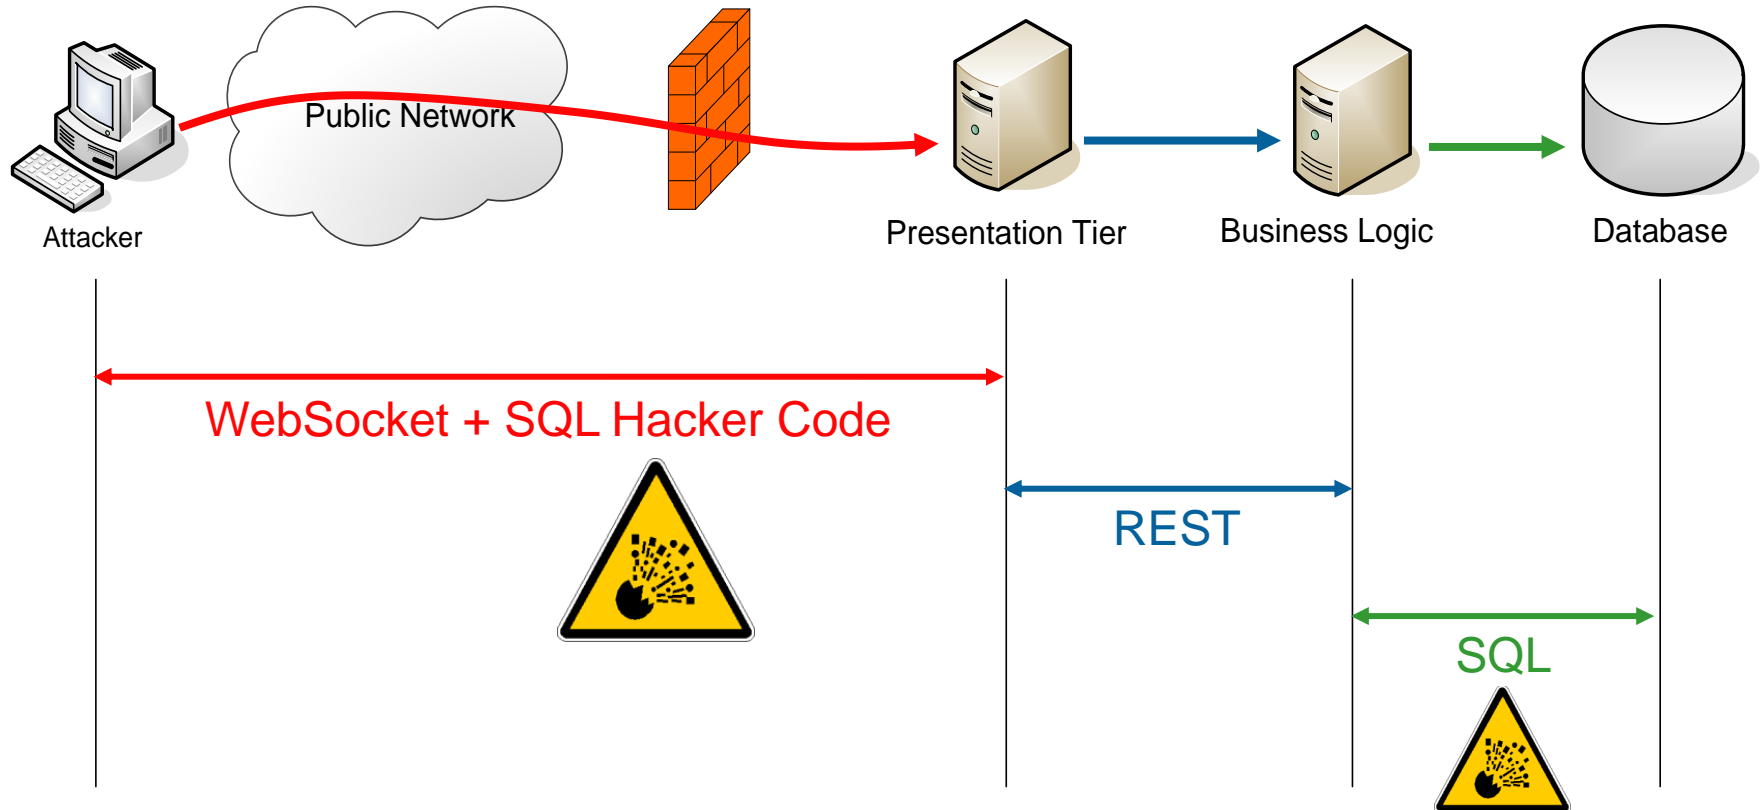 Public Network
Attacker
Presentation Tier
Business Logic
Database
WebSocket + SQL Hacker Code
REST
SQL